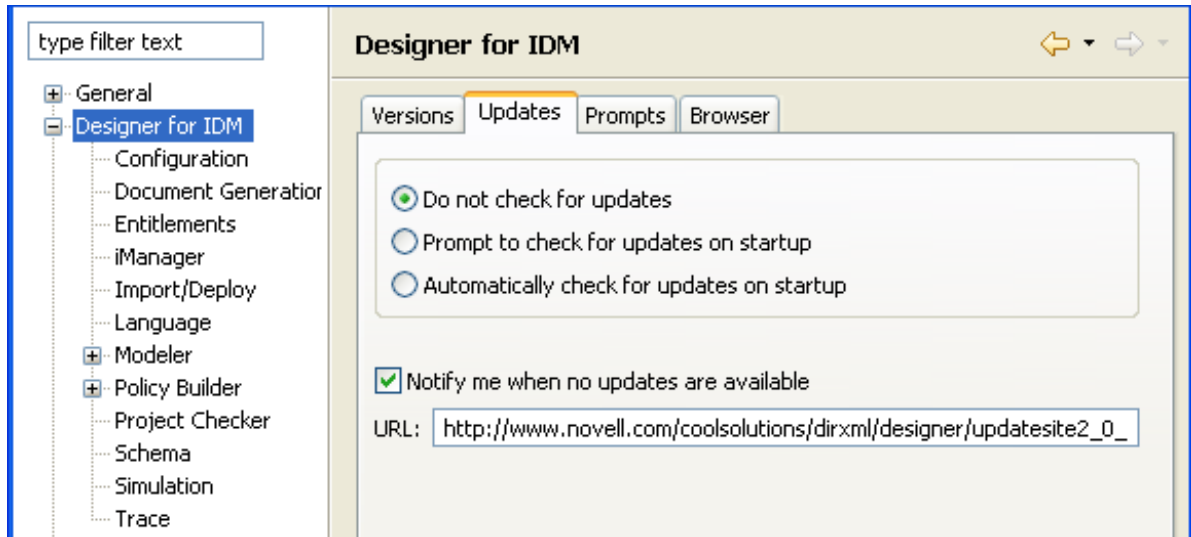 type filter text
General
Designer for IDM
Configuration
Document Generation
Entitlements
iManager
Import/Deploy
Language
Modeler
Policy Builder
Project Checker
Schema
Simulation
Trace
Designer for IDM
Versions Updates Prompts Browser
Do not check for updates
Prompt to check for updates on startup
Automatically check for updates on startup
Notify me when no updates are available
URL: http://www.novell.com/coolsolutions/dirxml/designer/updatesite2_0_